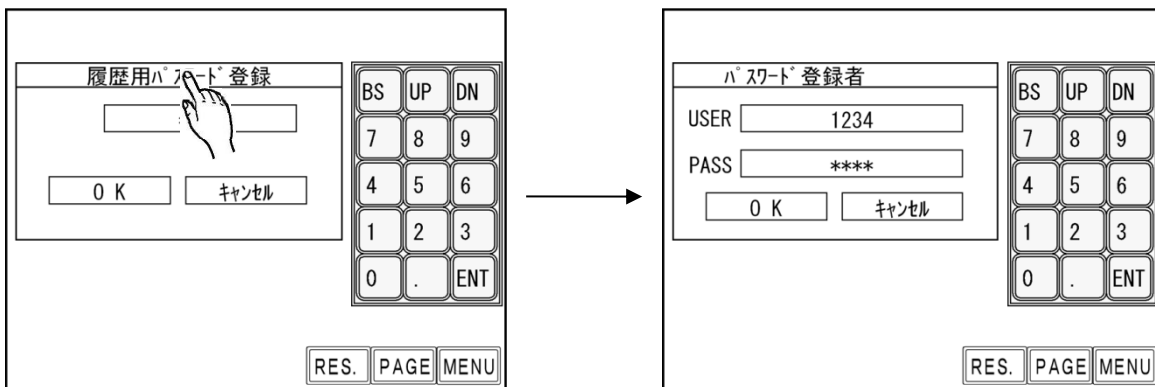 履歴用ﾊﾟｽﾜｰﾄﾞ登録
O K
ｷｬﾝｾﾙ
BS UP DN
7 8 9
4 5 6
1 2 3
0 . ENT
RES. PAGE MENU
ﾊﾟｽﾜｰﾄﾞ登録者
USER 1234
PASS ****
O K
ｷｬﾝｾﾙ
BS UP DN
7 8 9
4 5 6
1 2 3
0 . ENT
RES. PAGE MENU